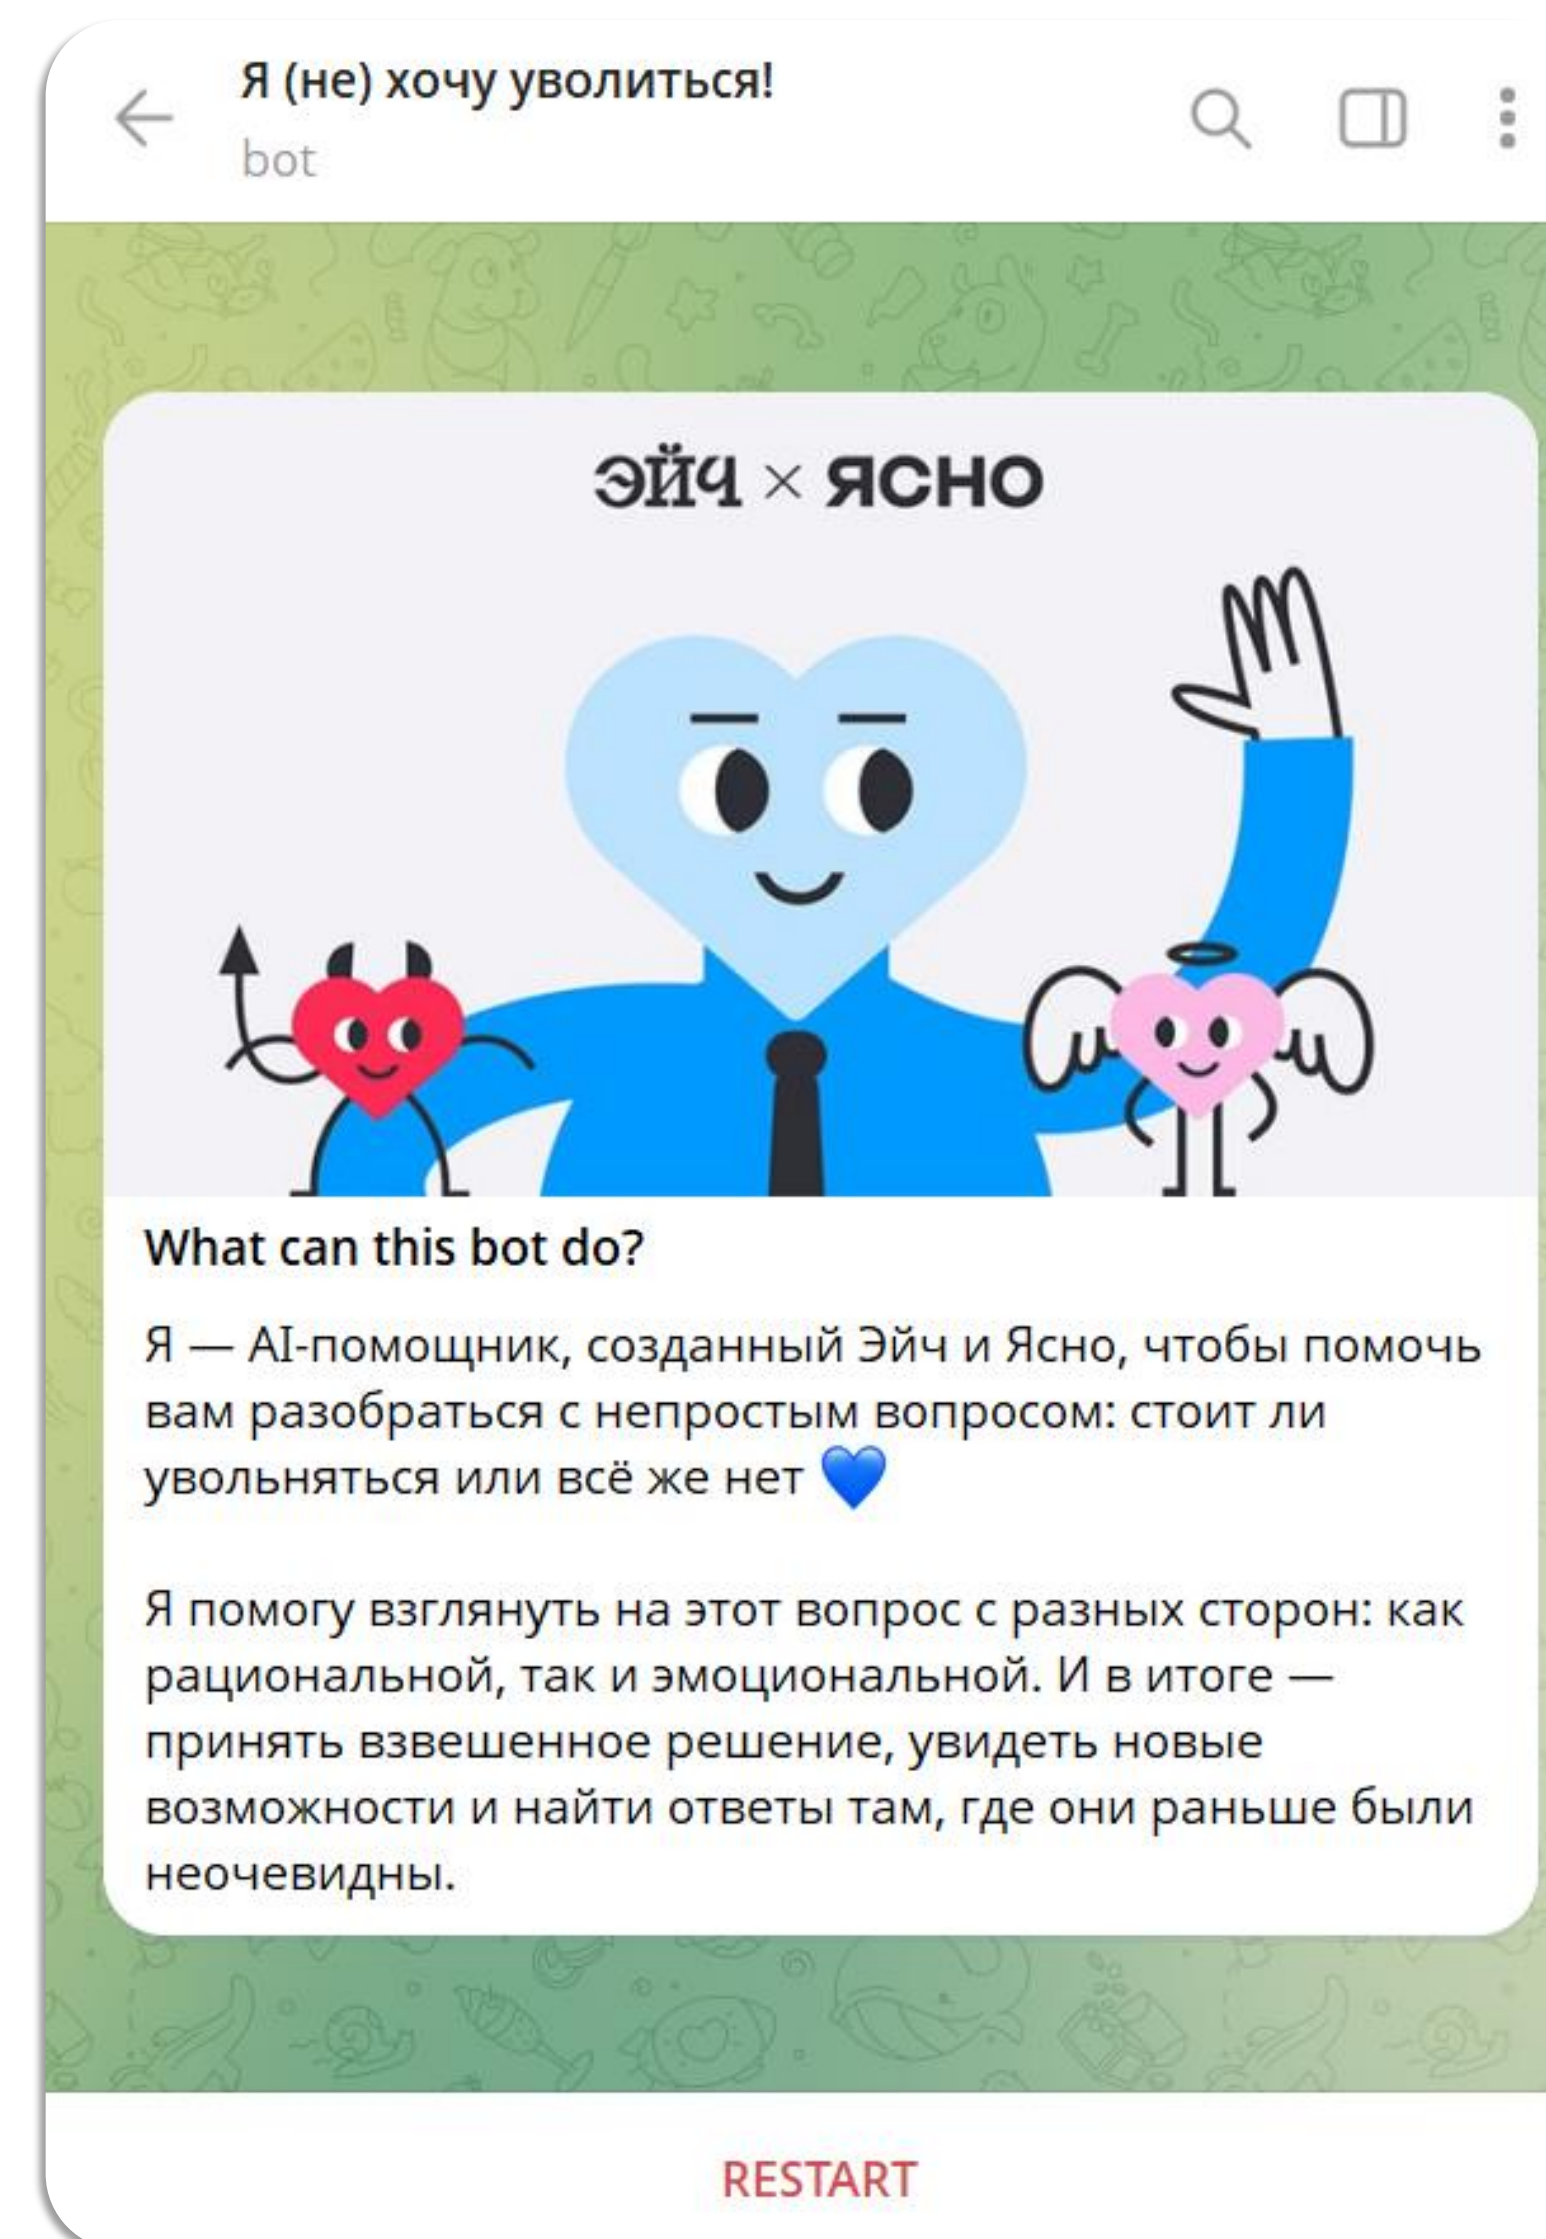 Я (не) хочу уволиться!
bot
эйч × ясно
What can this bot do?
Я — AI-помощник, созданный Эйч и Ясно, чтобы помочь
вам разобраться с непростым вопросом: стоит ли
увольняться или всё же нет 💙
Я помогу взглянуть на этот вопрос с разных сторон: как
рациональной, так и эмоциональной. И в итоге —
принять взвешенное решение, увидеть новые
возможности и найти ответы там, где они раньше были
неочевидны.
RESTART